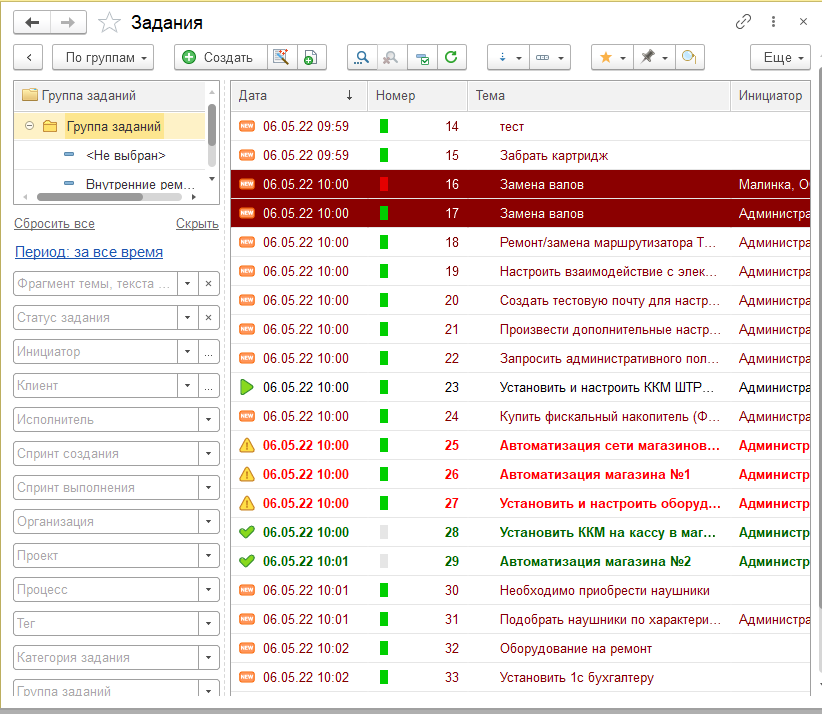 Задания
По группам
Создать
Еще
Группа заданий
Группа заданий
<Не выбран>
Внутренние рем...
Сбросить все Скрыть
Период: за все время
Фрагмент темы, текста ...
Статус задания
Инициатор
Клиент
Исполнитель
Спринт создания
Спринт выполнения
Организация
Проект
Процесс
Тег
Категория задания
Группа заданий
Дата Номер Тема Инициатор
NEW 06.05.22 09:59 14 тест
NEW 06.05.22 09:59 15 Забрать картридж
NEW 06.05.22 10:00 16 Замена валов Малинка, О
NEW 06.05.22 10:00 17 Замена валов Администра
NEW 06.05.22 10:00 18 Ремонт/замена маршрутизатора Т... Администра
NEW 06.05.22 10:00 19 Настроить взаимодействие с элек... Администра
NEW 06.05.22 10:00 20 Создать тестовую почту для настр... Администра
NEW 06.05.22 10:00 21 Произвести дополнительные настр... Администра
NEW 06.05.22 10:00 22 Запросить административного пол... Администра
06.05.22 10:00 23 Установить и настроить ККМ ШТР... Администра
NEW 06.05.22 10:00 24 Купить фискальный накопитель (Ф... Администра
06.05.22 10:00 25 Автоматизация сети магазинов... Админист​р
06.05.22 10:00 26 Автоматизация магазина №1 Администр
06.05.22 10:00 27 Установить и настроить оборуд... Администр
06.05.22 10:00 28 Установить ККМ на кассу в маг... Администр
06.05.22 10:01 29 Автоматизация магазина №2 Администр
NEW 06.05.22 10:01 30 Необходимо приобрести наушники
NEW 06.05.22 10:01 31 Подобрать наушники по характери... Администра
NEW 06.05.22 10:02 32 Оборудование на ремонт
NEW 06.05.22 10:02 33 Установить 1с бухгалтеру